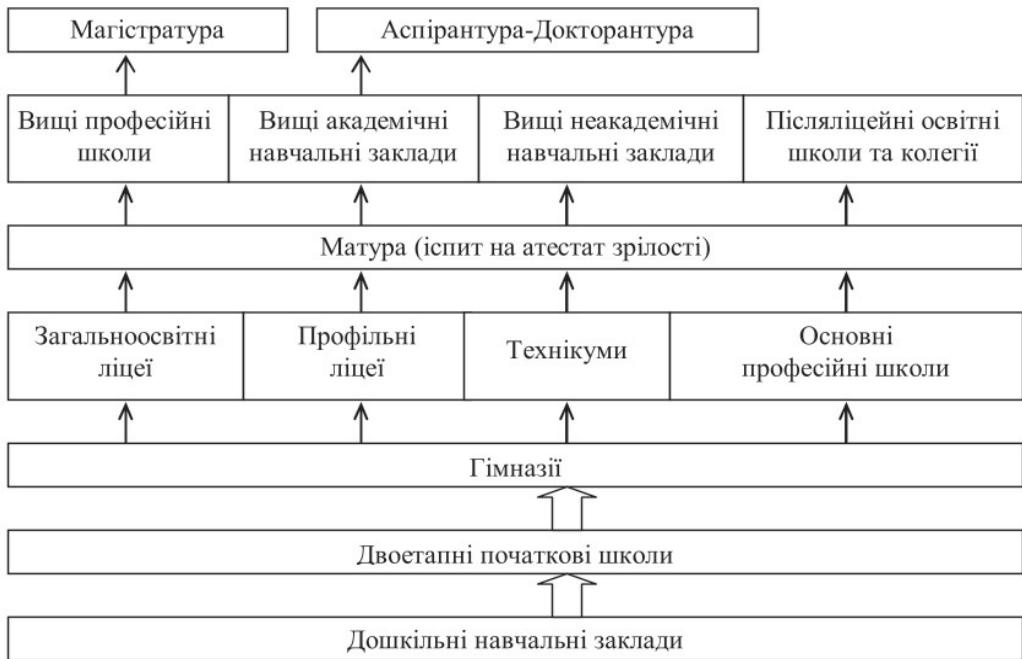 Магістратура
Аспірантура-Докторантура
Вищі професійні
школи
Вищі академічні
навчальні заклади
Вищі неакадемічні
навчальні заклади
Післяліцейні освітні
школи та колегії
Матура (іспит на атестат зрілості)
Загальноосвітні
ліцеї
Профільні
ліцеї
Технікуми
Основні
професійні школи
Гімназії
Двоетапні початкові школи
Дошкільні навчальні заклади